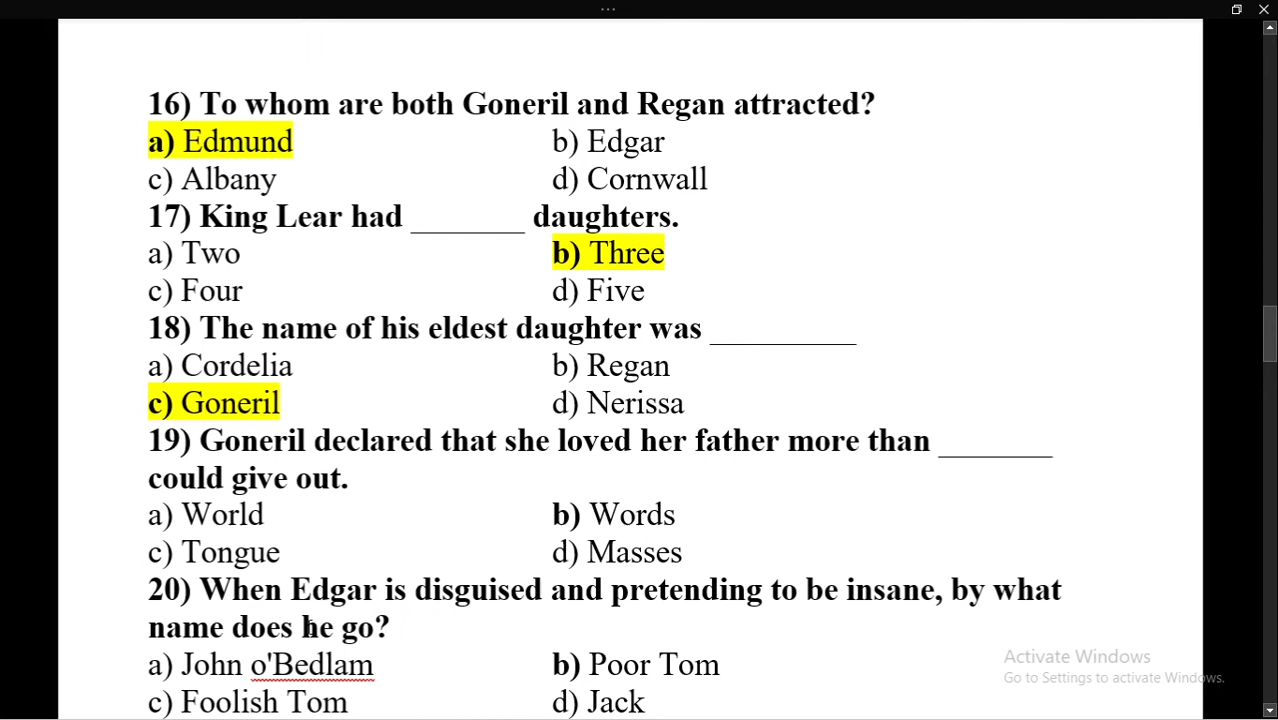 16) To whom are both Goneril and Regan attracted?
a) Edmund b) Edgar
c) Albany d) Cornwall
17) King Lear had _______ daughters.
a) Two b) Three
c) Four d) Five
18) The name of his eldest daughter was _________
a) Cordelia b) Regan
c) Goneril d) Nerissa
19) Goneril declared that she loved her father more than _______
could give out.
a) World b) Words
c) Tongue d) Masses
20) When Edgar is disguised and pretending to be insane, by what
name does he go?
a) John o'Bedlam b) Poor Tom
c) Foolish Tom d) Jack
Activate Windows
Go to Settings to activate Windows.